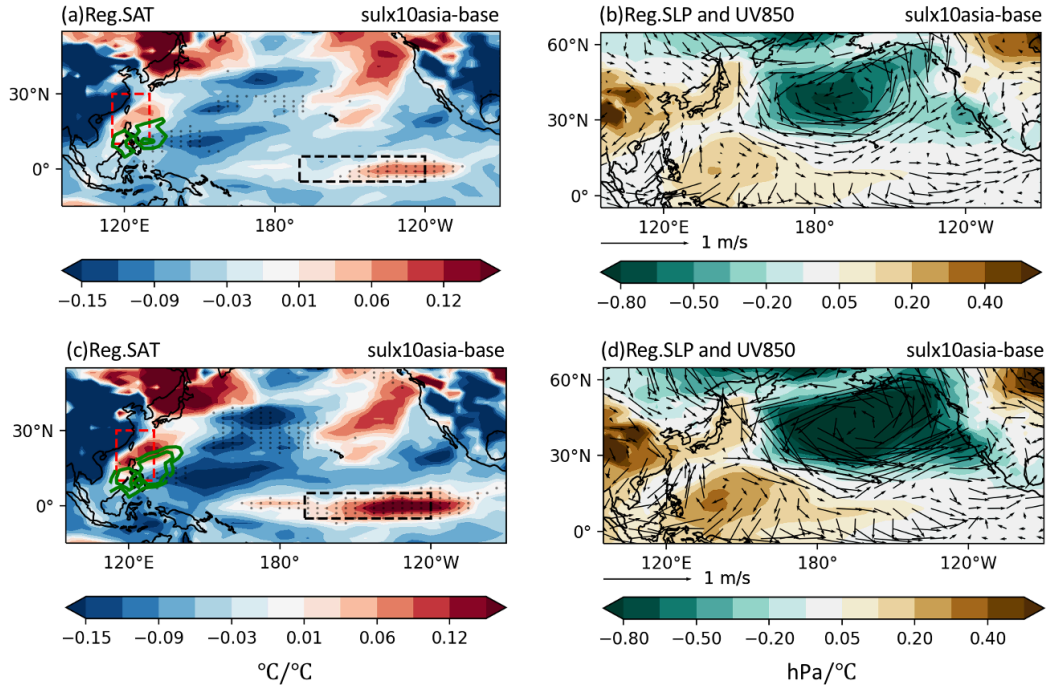 (a)Reg.SAT sulx10asia-base
(b)Reg.SLP and UV850 sulx10asia-base
30°N
0°
120°E 180° 120°W
60°N
30°N
0°
120°E 180° 120°W
1 m/s
−0.15 −0.09 −0.03 0.01 0.06 0.12
−0.80 −0.50 −0.20 0.05 0.20 0.40
(c)Reg.SAT sulx10asia-base
(d)Reg.SLP and UV850 sulx10asia-base
30°N
0°
120°E 180° 120°W
60°N
30°N
0°
120°E 180° 120°W
1 m/s
−0.15 −0.09 −0.03 0.01 0.06 0.12
−0.80 −0.50 −0.20 0.05 0.20 0.40
°C/°C
hPa/°C